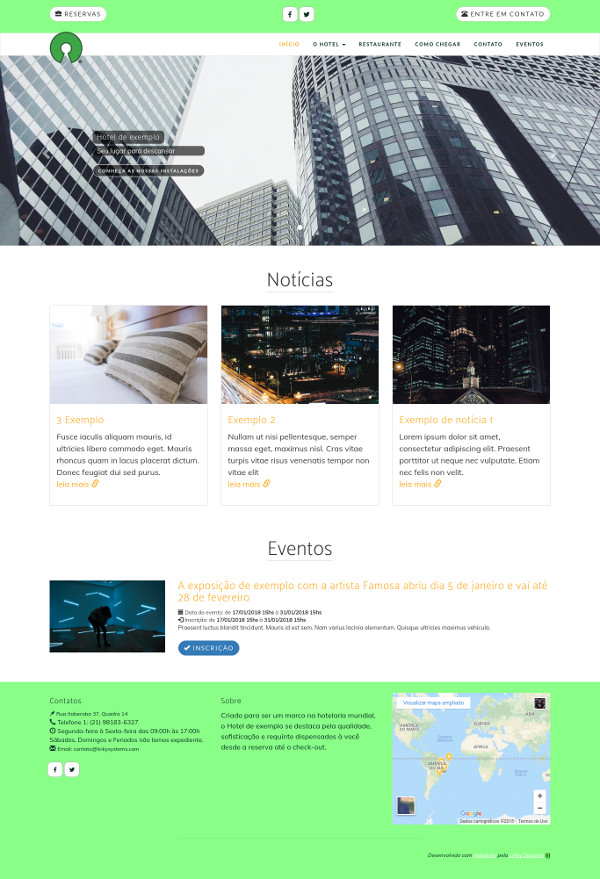 RESERVAS
ENTRE EM CONTATO
INÍCIO
O HOTEL
RESTAURANTE
COMO CHEGAR
CONTATO
EVENTOS
Hotel de exemplo
Seu lugar para descansar
CONHEÇA AS NOSSAS INSTALAÇÕES
Notícias
3 Exemplo
Fusce iaculis aliquam mauris, id
ultricies libero commodo eget. Mauris
rhoncus quam in lacus placerat dictum.
Donec feugiat dui sed purus.
leia mais
Exemplo 2
Nullam ut nisi pellentesque, semper
massa eget, maximus nisl. Cras vitae
turpis vitae risus venenatis tempor non
vitae elit
leia mais
Exemplo de notícia 1
Lorem ipsum dolor sit amet,
consectetur adipiscing elit. Praesent
porttitor ut neque nec vulputate. Etiam
nec felis non velit.
leia mais
Eventos
A exposição de exemplo com a artista Famosa abriu dia 5 de janeiro e vai até
28 de fevereiro
Data do evento: de 17/01/2018 15hs à 31/01/2018 15hs
Inscrição: de 17/01/2018 15hs à 31/01/2018 15hs
Praesent luctus blandit tincidunt. Mauris id est sem. Nam varius lacinia elementum. Quisque ultricies maximus vehicula.
INSCRIÇÃO
Contatos
Rua Itaberaba 37, Quadra 14
Telefone 1: (21) 98183-6327
Segunda-feira à Sexta-feira das 09:00h às 17:00h
Sábados, Domingos e Feriados não temos expediente.
Email: contato@linkysystems.com
Sobre
Criado para ser um marco na hotelaria mundial,
o Hotel de exemplo se destaca pela qualidade,
sofisticação e requinte dispensados à você
desde a reserva até o check-out.
Visualizar mapa ampliado
AMÉRICA
DO NORTE
EUROPA
ÁSIA
ÁFRICA
AMÉRICA
DO SUL
Google
Dados cartográficos ©2018
Termos de Uso
Desenvolvido com
pela